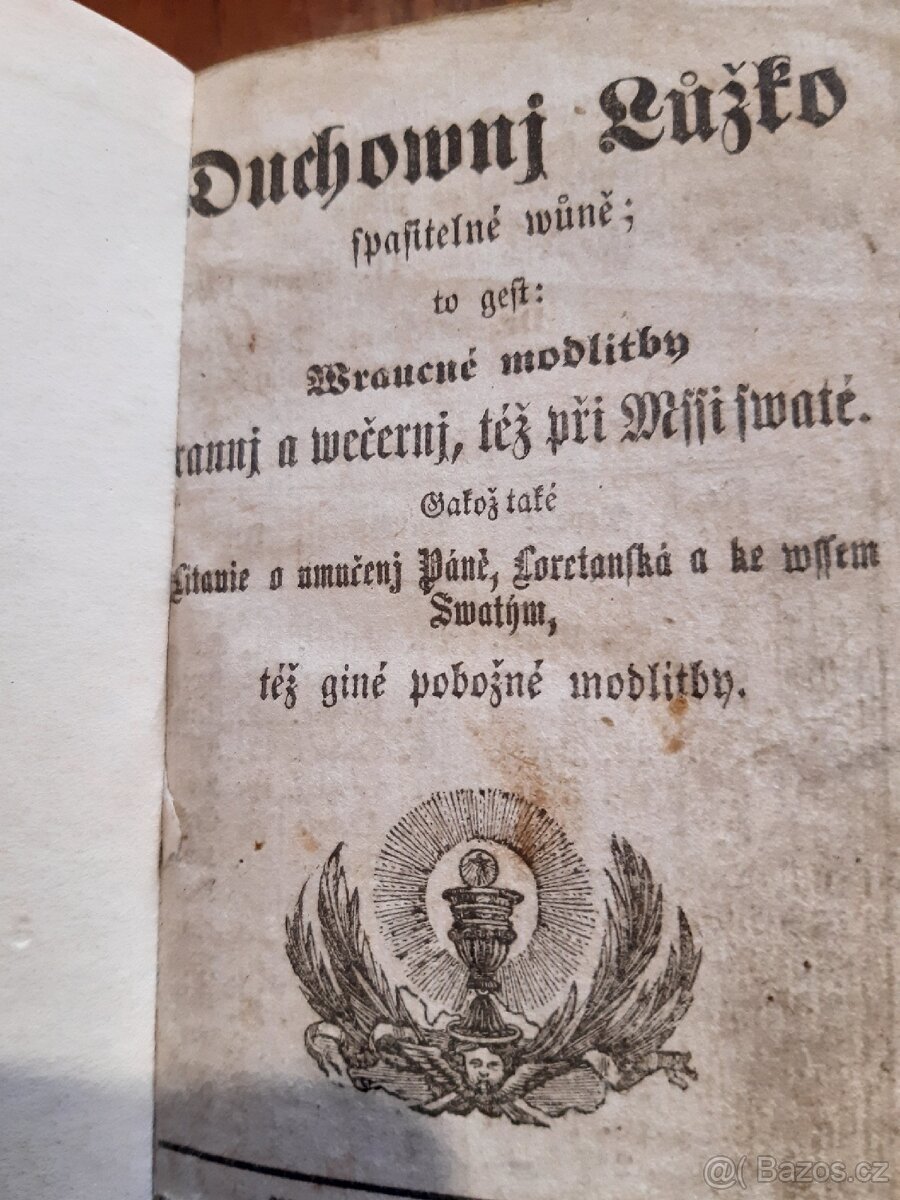 Duchownj Lůžko
spasitelné wůně;
to gest:
Wraucné modlitby
rannj a wečernj, též při Mssi swaté.
Gakož také
Litanie o umučenj Páně, Loretanská a ke wssem
Swatým,
též giné pobožné modlitby.
@( Bazos.cz